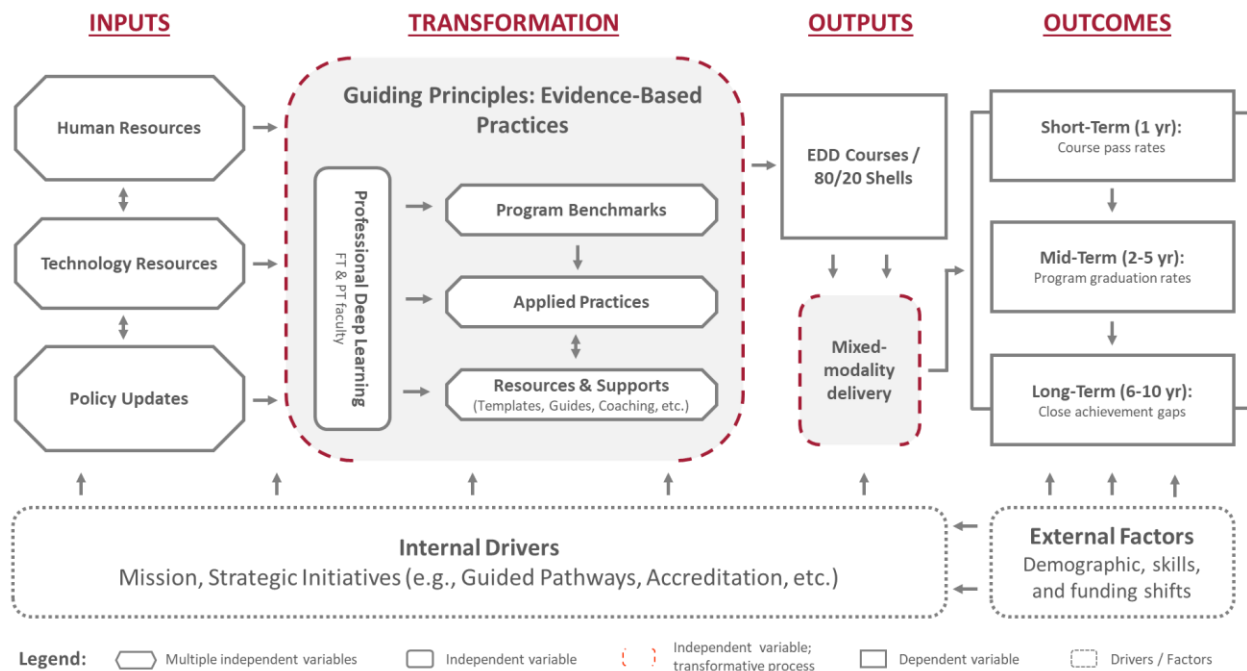 INPUTS
TRANSFORMATION
OUTPUTS
OUTCOMES
Human Resources
Technology Resources
Policy Updates
Guiding Principles: Evidence-Based
Practices
Professional Deep Learning
FT & PT faculty
Program Benchmarks
Applied Practices
Resources & Supports
(Templates, Guides, Coaching, etc.)
EDD Courses /
80/20 Shells
Mixed-
modality
delivery
Short-Term (1 yr):
Course pass rates
Mid-Term (2-5 yr):
Program graduation rates
Long-Term (6-10 yr):
Close achievement gaps
Internal Drivers
Mission, Strategic Initiatives (e.g., Guided Pathways, Accreditation, etc.)
External Factors
Demographic, skills,
and funding shifts
Legend:
Multiple independent variables
Independent variable
Independent variable;
transformative process
Dependent variable
Drivers / Factors